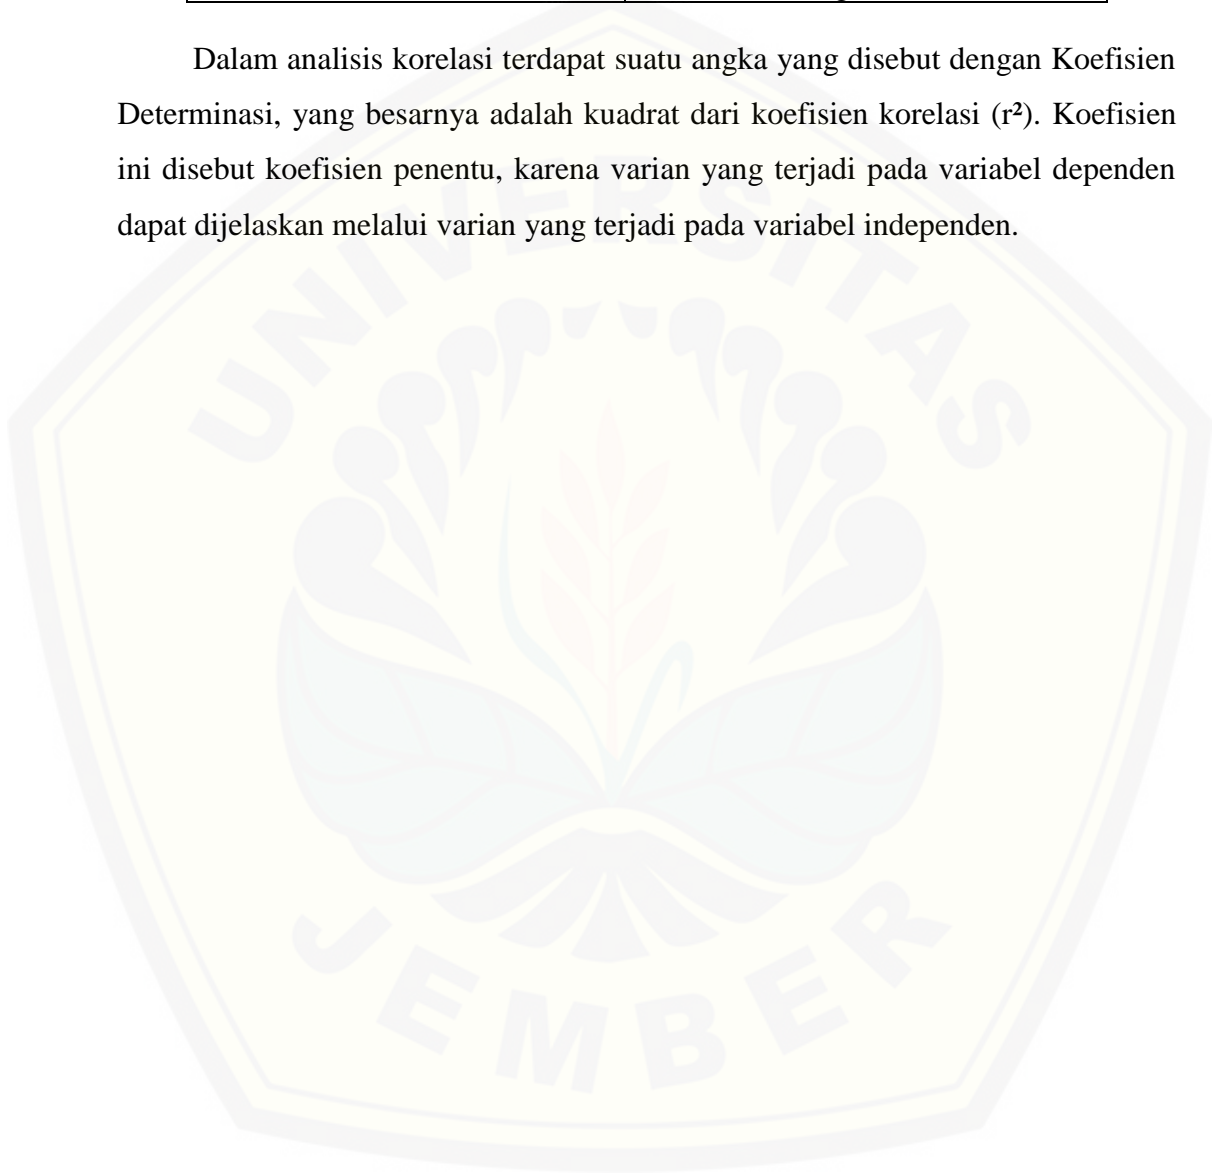 Dalam analisis korelasi terdapat suatu angka yang disebut dengan Koefisien
Determinasi, yang besarnya adalah kuadrat dari koefisien korelasi (r²). Koefisien
ini disebut koefisien penentu, karena varian yang terjadi pada variabel dependen
dapat dijelaskan melalui varian yang terjadi pada variabel independen.
UNIVERSITAS
JEMBER